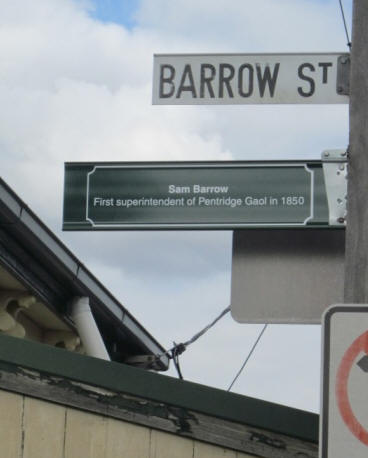 BARROW ST
Sam Barrow
First superintendent of Pentridge Gaol in 1850